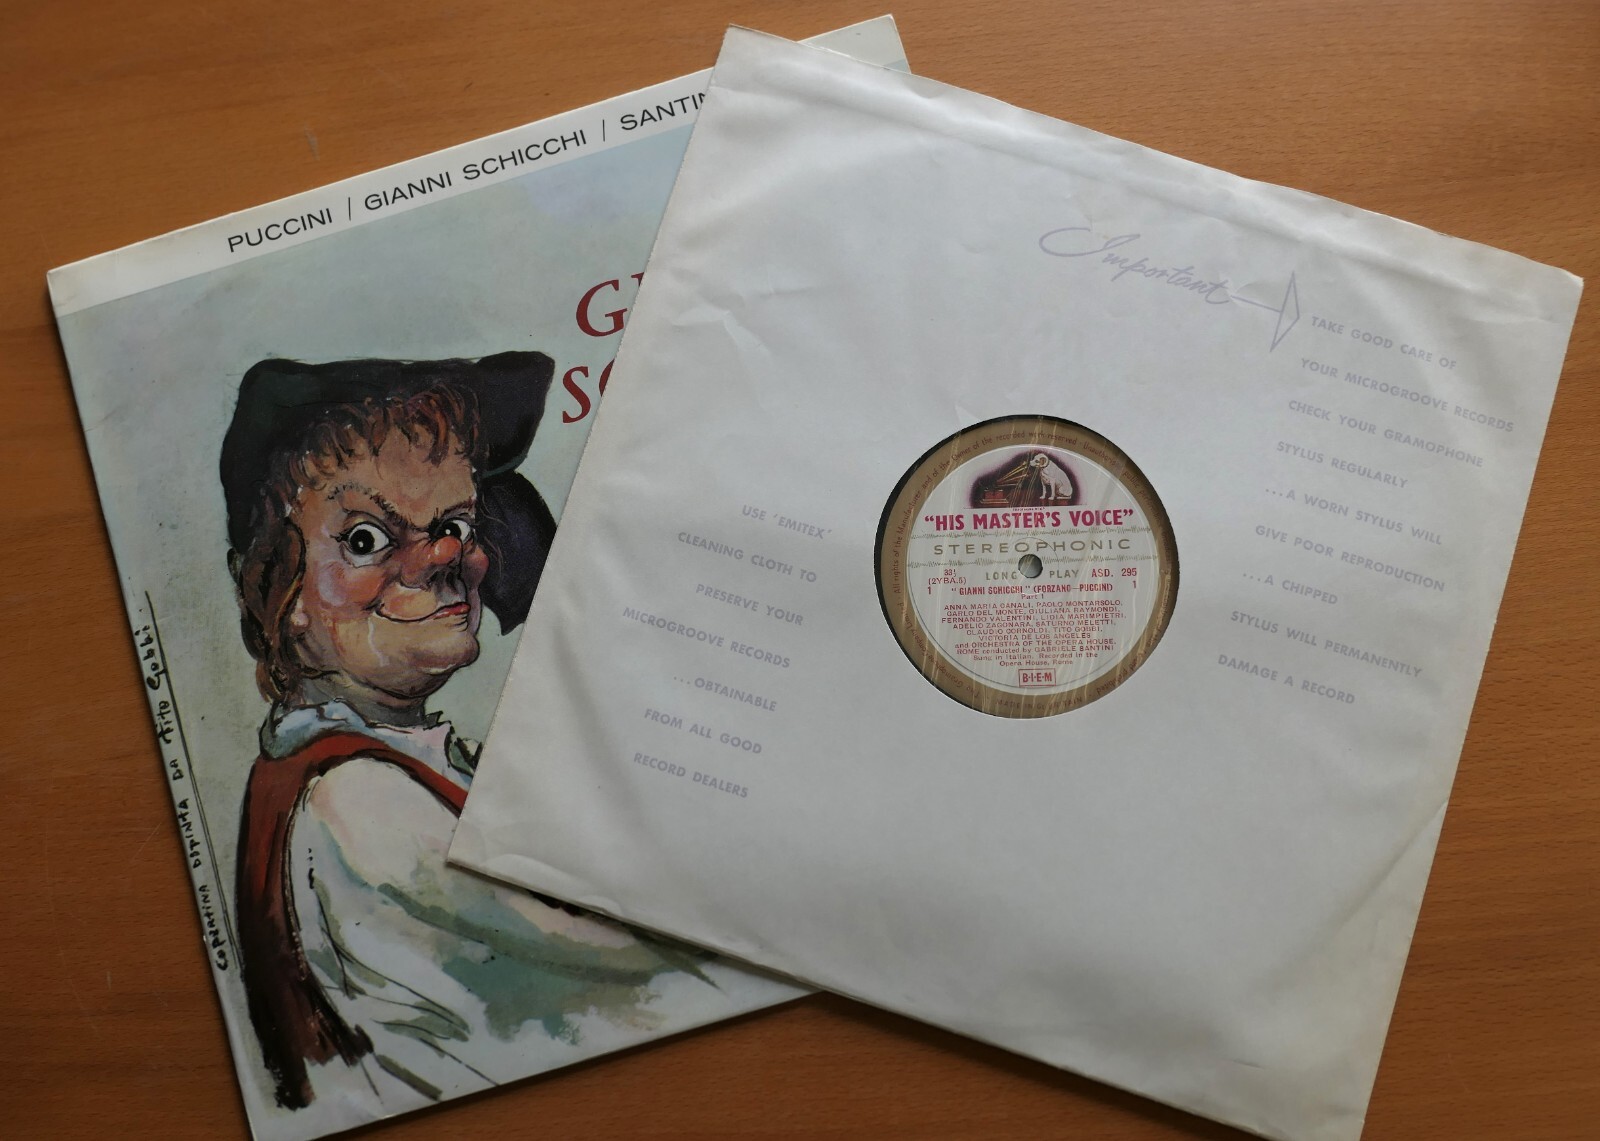 PUCCINI / GIANNI SCHICCHI / SANTIN
G
S
Copertina dipinta da Tito Gobbi.
Important
TAKE GOOD CARE OF
YOUR MICROGROOVE RECORDS
CHECK YOUR GRAMOPHONE
STYLUS REGULARLY
...A WORN STYLUS WILL
GIVE POOR REPRODUCTION
...A CHIPPED
STYLUS WILL PERMANENTLY
DAMAGE A RECORD
USE 'EMITEX'
CLEANING CLOTH TO
PRESERVE YOUR
MICROGROOVE RECORDS
...OBTAINABLE
FROM ALL GOOD
RECORD DEALERS
"HIS MASTER'S VOICE"
STEREOPHONIC
33⅓ LONG PLAY ASD. 295
(2YBA.5)
1 "GIANNI SCHICCHI" (FORZANO—PUCCINI) 1
Part 1
ANNA MARIA CANALI, PAOLO MONTARSOLO,
CARLO DEL MONTE, GIULIANA RAYMONDI,
FERNANDO VALENTINI, LIDIA MARIMPIETRI,
ADELIO ZAGONARA, SATURNO MELETTI,
CLAUDIO CORNOLDI, TITO GOBBI,
VICTORIA DE LOS ANGELES
and ORCHESTRA OF THE OPERA HOUSE,
ROME conducted by GABRIELE SANTINI
Sung in Italian. Recorded in the
Opera House, Rome
B·I·E·M